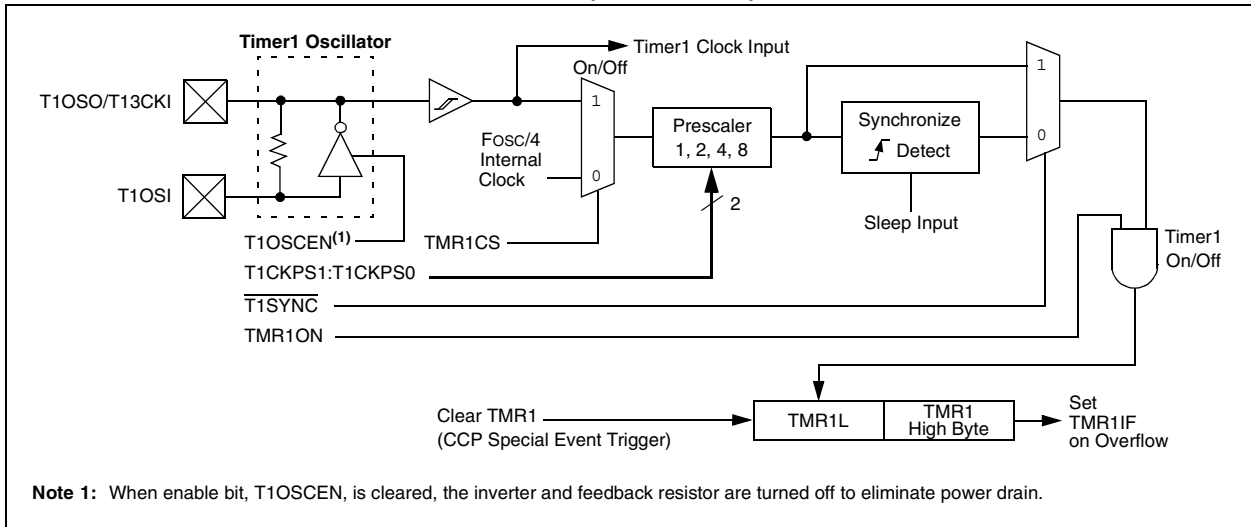 Timer1 Oscillator
Timer1 Clock Input
On/Off
T1OSO/T13CKI
1
1
FOSC/4
Internal
Clock
Prescaler
1, 2, 4, 8
Synchronize
Detect
0
0
T1OSI
2
Sleep Input
T1OSCEN(1)
TMR1CS
Timer1
On/Off
T1CKPS1:T1CKPS0
T1SYNC
TMR1ON
Clear TMR1
(CCP Special Event Trigger)
TMR1L
TMR1
High Byte
Set
TMR1IF
on Overflow
Note 1: When enable bit, T1OSCEN, is cleared, the inverter and feedback resistor are turned off to eliminate power drain.